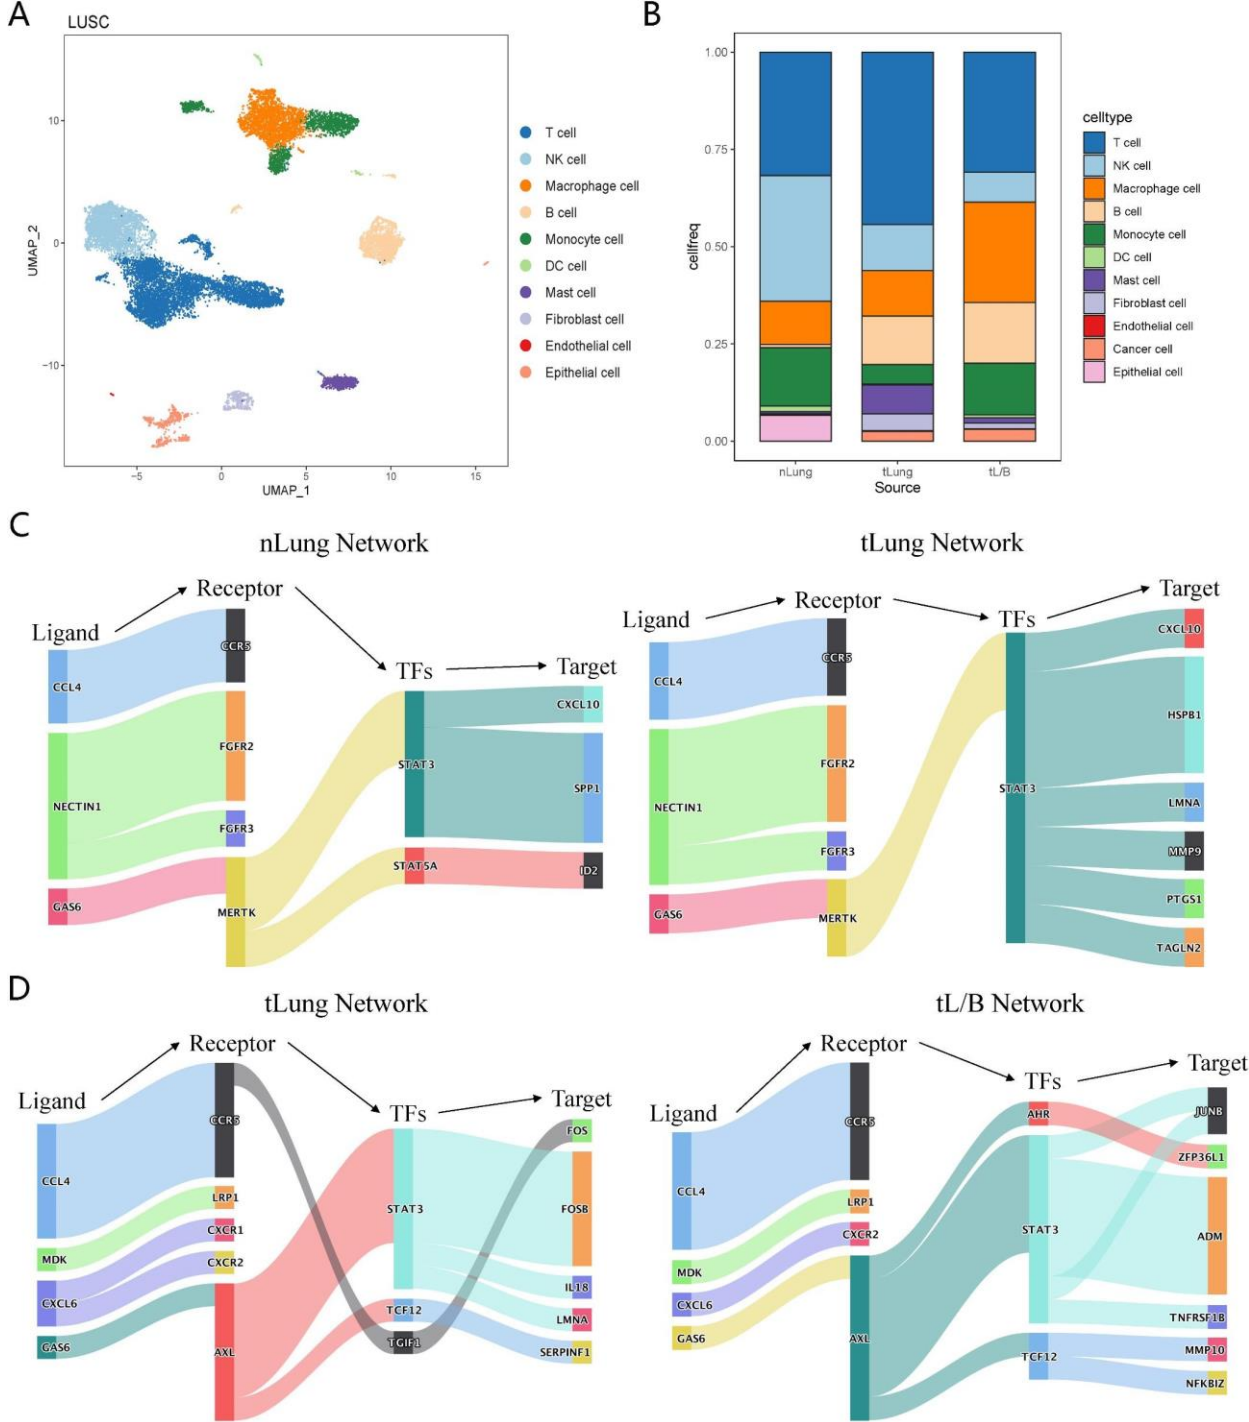 A
LUSC
UMAP_2
10
0
−10
−5
0
5
10
15
UMAP_1
T cell
NK cell
Macrophage cell
B cell
Monocyte cell
DC cell
Mast cell
Fibroblast cell
Endothelial cell
Epithelial cell
B
cellfreq
1.00
0.75
0.50
0.25
0.00
nLung
tLung
tL/B
Source
celltype
T cell
NK cell
Macrophage cell
B cell
Monocyte cell
DC cell
Mast cell
Fibroblast cell
Endothelial cell
Cancer cell
Epithelial cell
C
nLung Network
Ligand
Receptor
TFs
Target
CCL4
NECTIN1
GAS6
CCR5
FGFR2
FGFR3
MERTK
STAT3
STAT5A
CXCL10
SPP1
ID2
tLung Network
Ligand
Receptor
TFs
Target
CCL4
NECTIN1
GAS6
CCR5
FGFR2
FGFR3
MERTK
STAT3
CXCL10
HSPB1
LMNA
MMP9
PTGS1
TAGLN2
D
tLung Network
Ligand
Receptor
TFs
Target
CCL4
MDK
CXCL6
GAS6
CCR5
LRP1
CXCR1
CXCR2
AXL
STAT3
TCF12
TGIF1
FOS
FOSB
IL18
LMNA
SERPINF1
tL/B Network
Ligand
Receptor
TFs
Target
CCL4
MDK
CXCL6
GAS6
CCR5
LRP1
CXCR2
AXL
AHR
STAT3
TCF12
JUNB
ZFP36L1
ADM
TNFRSF1B
MMP10
NFKBIZ